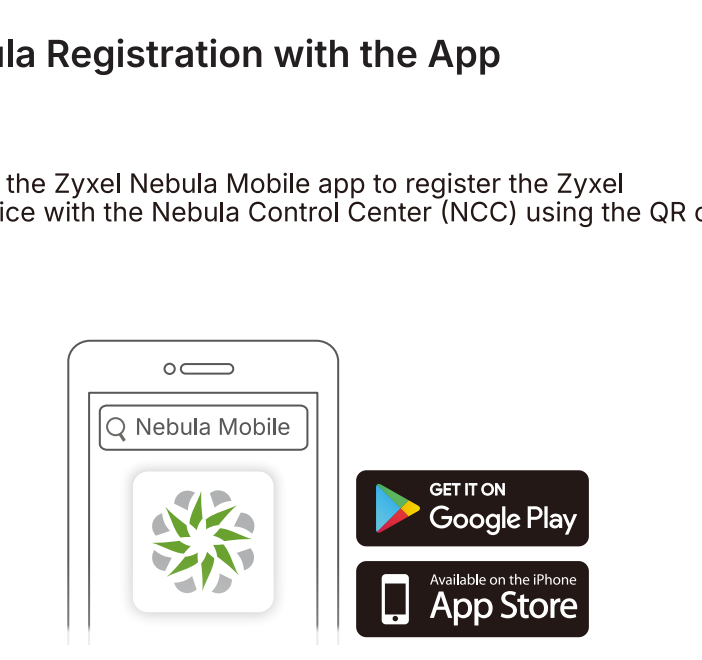 la Registration with the App
the Zyxel Nebula Mobile app to register the Zyxel
ice with the Nebula Control Center (NCC) using the QR
Nebula Mobile
GET IT ON
Google Play
Available on the iPhone
App Store